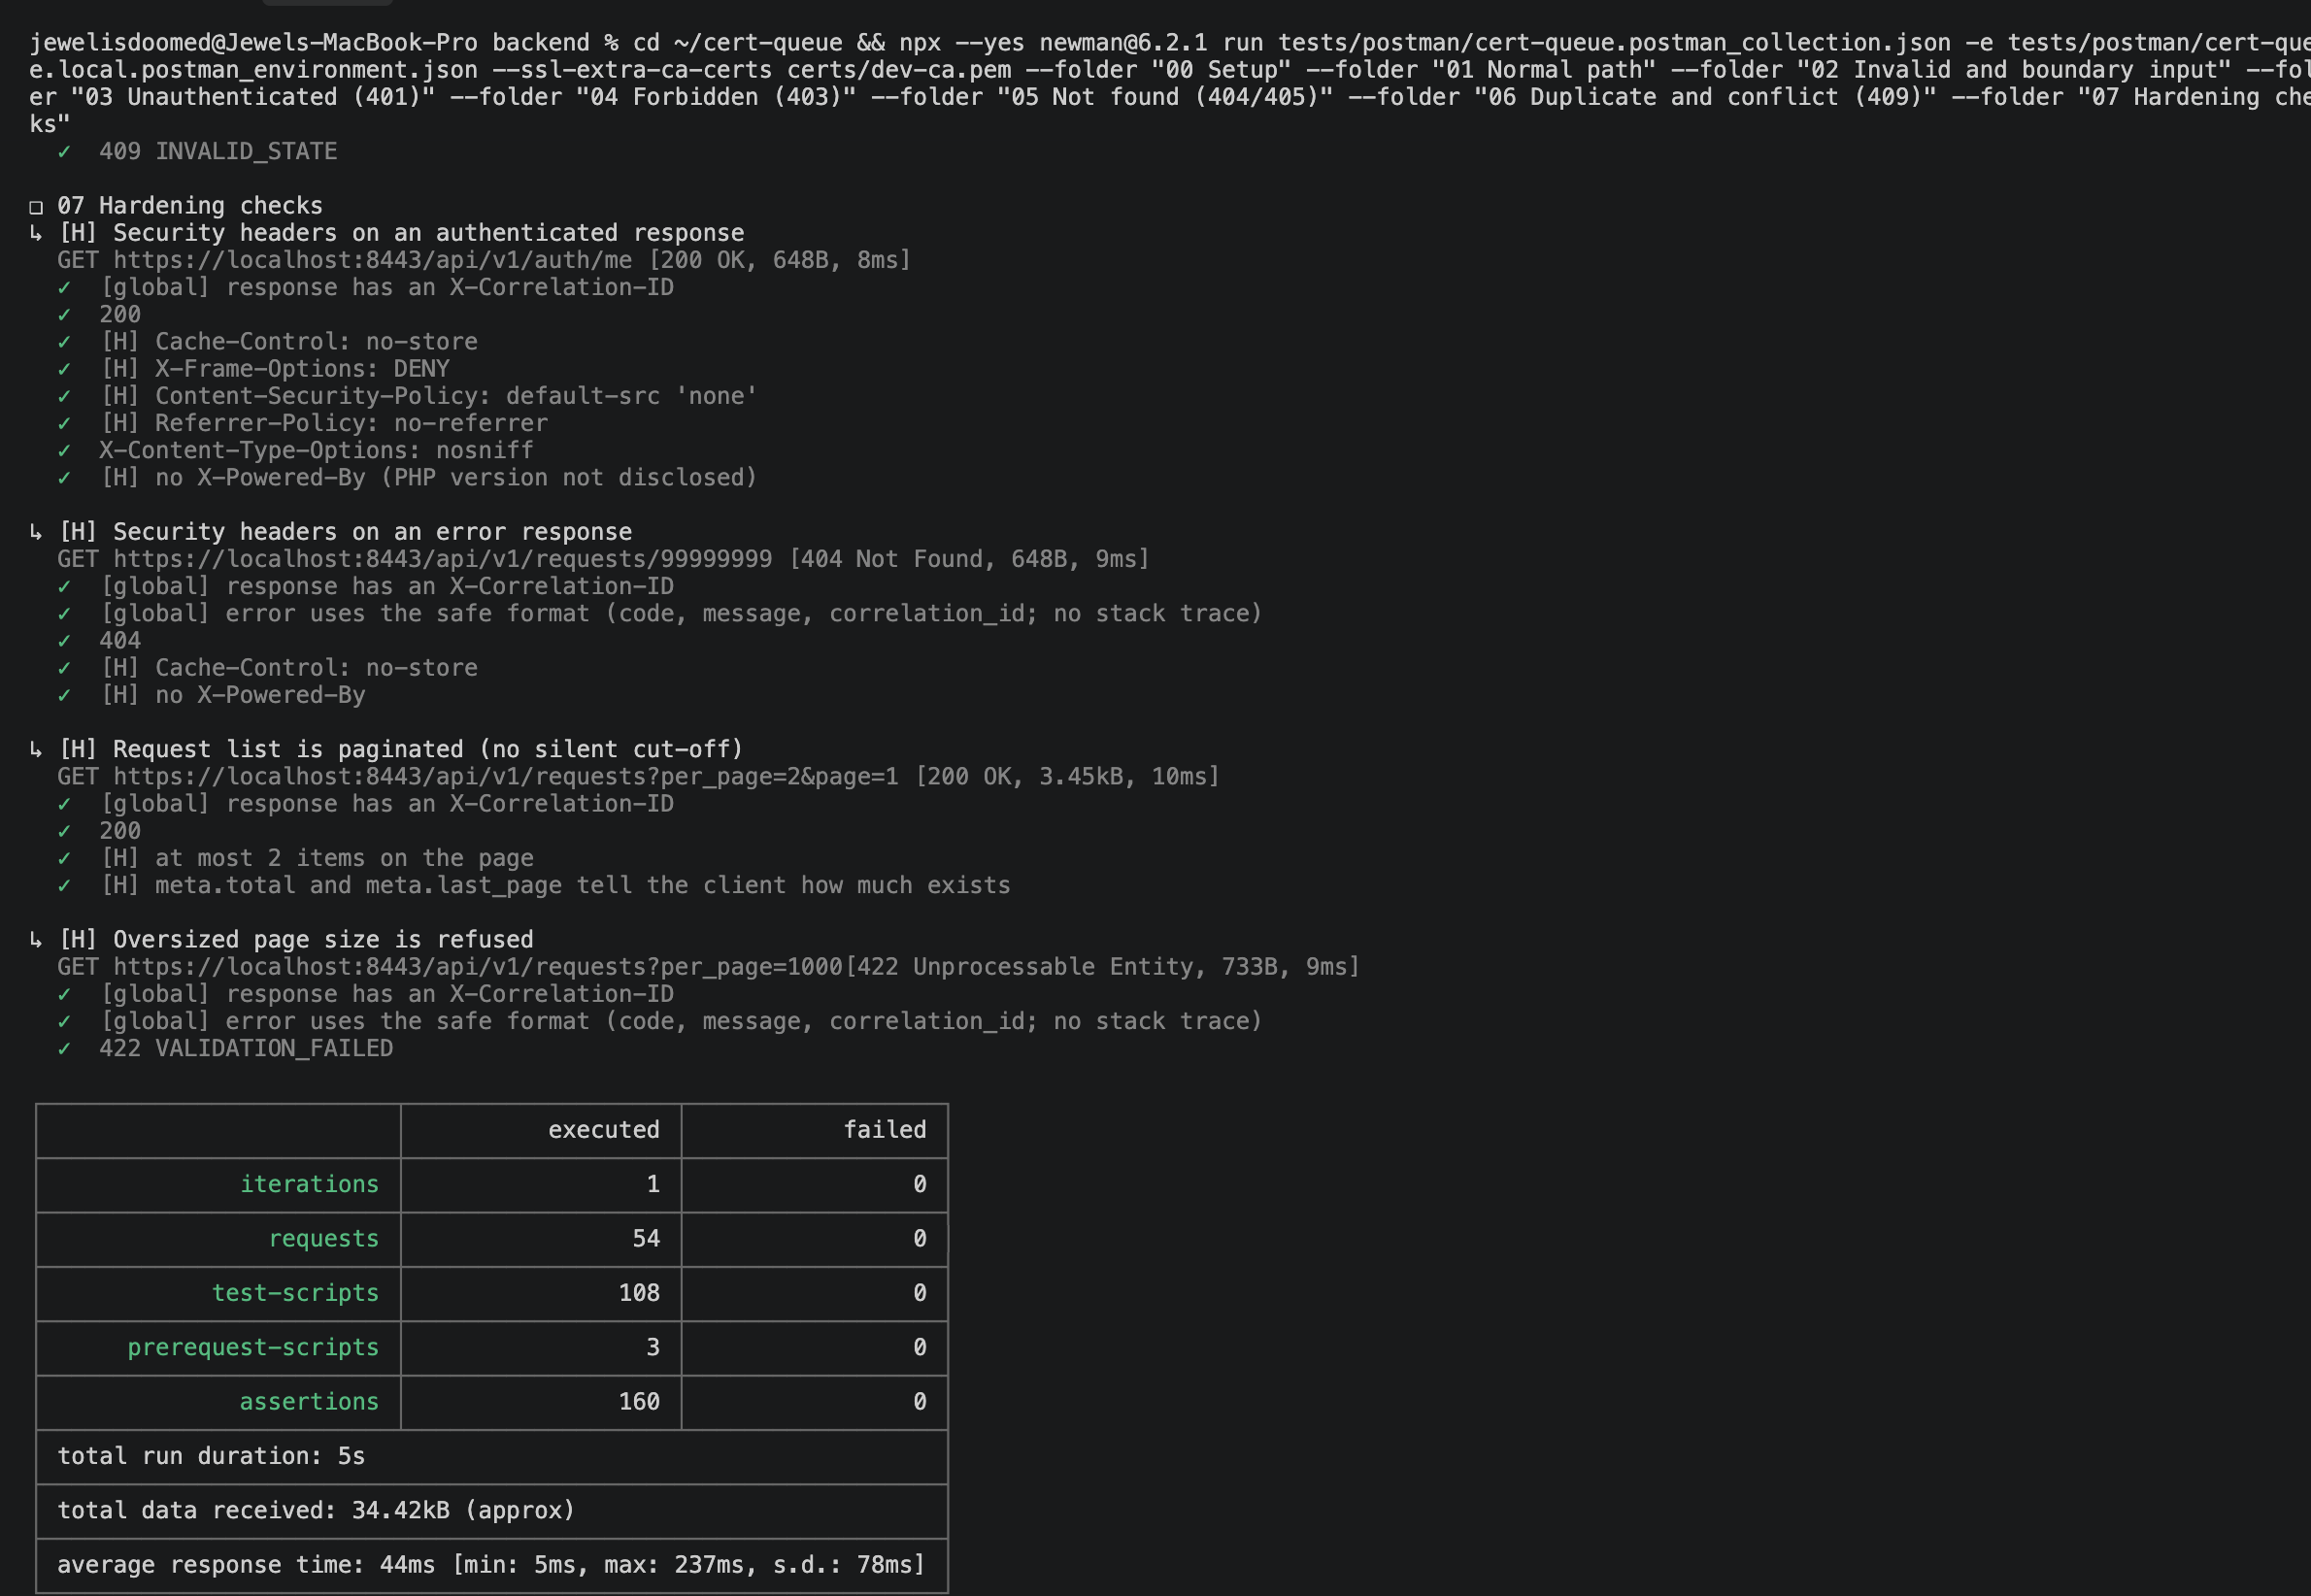 jewelisdoomed@Jewels-MacBook-Pro backend % cd ~/cert-queue && npx --yes newman@6.2.1 run tests/postman/cert-queue.postman_collection.json -e tests/postman/cert-que
e.local.postman_environment.json --ssl-extra-ca-certs certs/dev-ca.pem --folder "00 Setup" --folder "01 Normal path" --folder "02 Invalid and boundary input" --fol
er "03 Unauthenticated (401)" --folder "04 Forbidden (403)" --folder "05 Not found (404/405)" --folder "06 Duplicate and conflict (409)" --folder "07 Hardening che
ks"
✓ 409 INVALID_STATE
❏ 07 Hardening checks
↳ [H] Security headers on an authenticated response
GET https://localhost:8443/api/v1/auth/me [200 OK, 648B, 8ms]
✓ [global] response has an X-Correlation-ID
✓ 200
✓ [H] Cache-Control: no-store
✓ [H] X-Frame-Options: DENY
✓ [H] Content-Security-Policy: default-src 'none'
✓ [H] Referrer-Policy: no-referrer
✓ X-Content-Type-Options: nosniff
✓ [H] no X-Powered-By (PHP version not disclosed)
↳ [H] Security headers on an error response
GET https://localhost:8443/api/v1/requests/99999999 [404 Not Found, 648B, 9ms]
✓ [global] response has an X-Correlation-ID
✓ [global] error uses the safe format (code, message, correlation_id; no stack trace)
✓ 404
✓ [H] Cache-Control: no-store
✓ [H] no X-Powered-By
↳ [H] Request list is paginated (no silent cut-off)
GET https://localhost:8443/api/v1/requests?per_page=2&page=1 [200 OK, 3.45kB, 10ms]
✓ [global] response has an X-Correlation-ID
✓ 200
✓ [H] at most 2 items on the page
✓ [H] meta.total and meta.last_page tell the client how much exists
↳ [H] Oversized page size is refused
GET https://localhost:8443/api/v1/requests?per_page=1000[422 Unprocessable Entity, 733B, 9ms]
✓ [global] response has an X-Correlation-ID
✓ [global] error uses the safe format (code, message, correlation_id; no stack trace)
✓ 422 VALIDATION_FAILED
executed failed
iterations 1 0
requests 54 0
test-scripts 108 0
prerequest-scripts 3 0
assertions 160 0
total run duration: 5s
total data received: 34.42kB (approx)
average response time: 44ms [min: 5ms, max: 237ms, s.d.: 78ms]